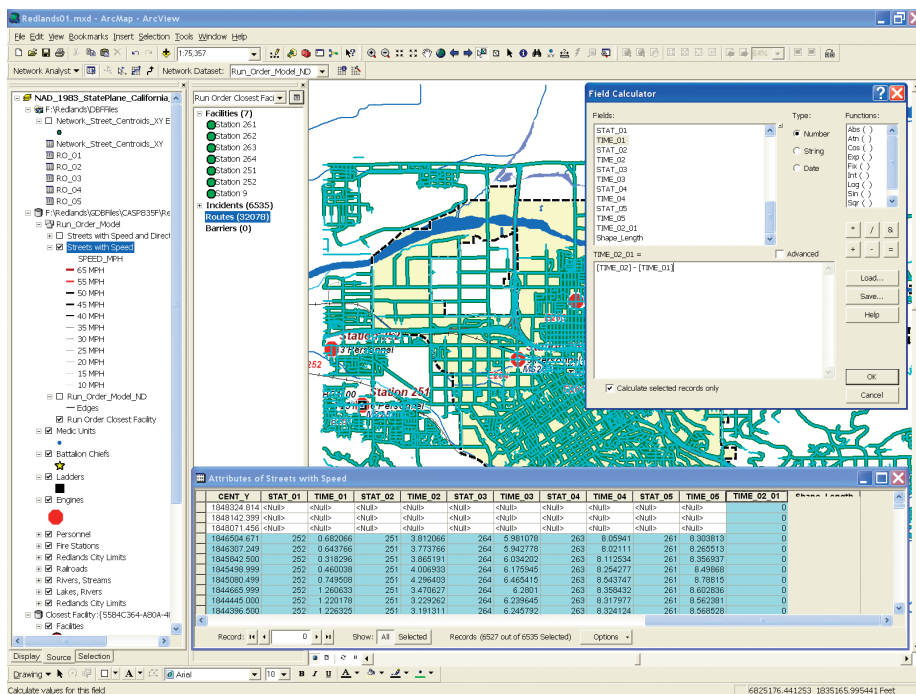 Redlands01.mxd - ArcMap - ArcView
File Edit View Bookmarks Insert Selection Tools Window Help
1:75,357
64%
Network Analyst
Network Dataset: Run_Order_Model_ND
NAD_1983_StatePlane_California_
F:\Redlands\DBFFiles
Network_Street_Centroids_XY E
Network_Street_Centroids_XY
RO_01
RO_02
RO_03
RO_04
RO_05
F:\Redlands\GDBFiles\CASPB35F\Re
Run_Order_Model
Streets with Speed and Direct
Streets with Speed
SPEED_MPH
65 MPH
55 MPH
50 MPH
45 MPH
40 MPH
35 MPH
30 MPH
25 MPH
20 MPH
15 MPH
10 MPH
Run_Order_Model_ND
Edges
Run Order Closest Facility
Medic Units
Battalion Chiefs
Ladders
Engines
Personnel
Fire Stations
Redlands City Limits
Railroads
Rivers, Streams
Lakes, Rivers
Redlands City Limits
Closest Facility:{5584C364-A80A-4
Facilities
Display Source Selection
Run Order Closest Facil
Facilities (7)
Station 261
Station 262
Station 263
Station 264
Station 251
Station 252
Station 9
Incidents (6535)
Routes (32078)
Barriers (0)
3 Personnel
252
Station 251
Personnel
Field Calculator
Fields:
STAT_01
TIME_01
STAT_02
TIME_02
STAT_03
TIME_03
STAT_04
TIME_04
STAT_05
TIME_05
TIME_02_01
Shape_Length
Type:
Number
String
Date
Functions:
Abs ( )
Atn ( )
Cos ( )
Exp ( )
Fix ( )
Int ( )
Log ( )
Sin ( )
Sqr ( )
* / &
+ - =
TIME_02_01 =
Advanced
[TIME_02] - [TIME_01]
Load...
Save...
Help
Calculate selected records only
OK
Cancel
Attributes of Streets with Speed
CENT_Y STAT_01 TIME_01 STAT_02 TIME_02 STAT_03 TIME_03 STAT_04 TIME_04 STAT_05 TIME_05 TIME_02_01 Shape_Length
1848324.814 <Null> <Null> <Null> <Null> <Null> <Null> <Null> <Null> <Null> <Null> 0
1848142.399 <Null> <Null> <Null> <Null> <Null> <Null> <Null> <Null> <Null> <Null> 0
1848071.456 <Null> <Null> <Null> <Null> <Null> <Null> <Null> <Null> <Null> <Null> 0
1846504.671 252 0.682066 251 3.812066 264 5.981078 263 8.05941 261 8.303813 0
1846307.249 252 0.643766 251 3.773766 264 5.942778 263 8.02111 261 8.265513 0
1845842.500 252 0.318296 251 3.865191 264 6.034202 263 8.112534 261 8.356937 0
1845498.999 252 0.460038 251 4.006933 264 6.175945 263 8.254277 261 8.49868 0
1845080.499 252 0.749508 251 4.296403 264 6.465415 263 8.543747 261 8.78815 0
1844665.999 252 1.260633 251 3.470627 264 6.2801 263 8.358432 261 8.602836 0
1844445.000 252 1.220178 251 3.229262 264 6.239645 263 8.317977 261 8.562381 0
1844396.500 252 1.226325 251 3.191311 264 6.245792 263 8.324124 261 8.568528 0
Record: 0 Show: All Selected Records (6527 out of 6535 Selected) Options
Drawing A Arial 10 B I U A
Calculate values for this field
6825176.441253 1835165.995441 Feet